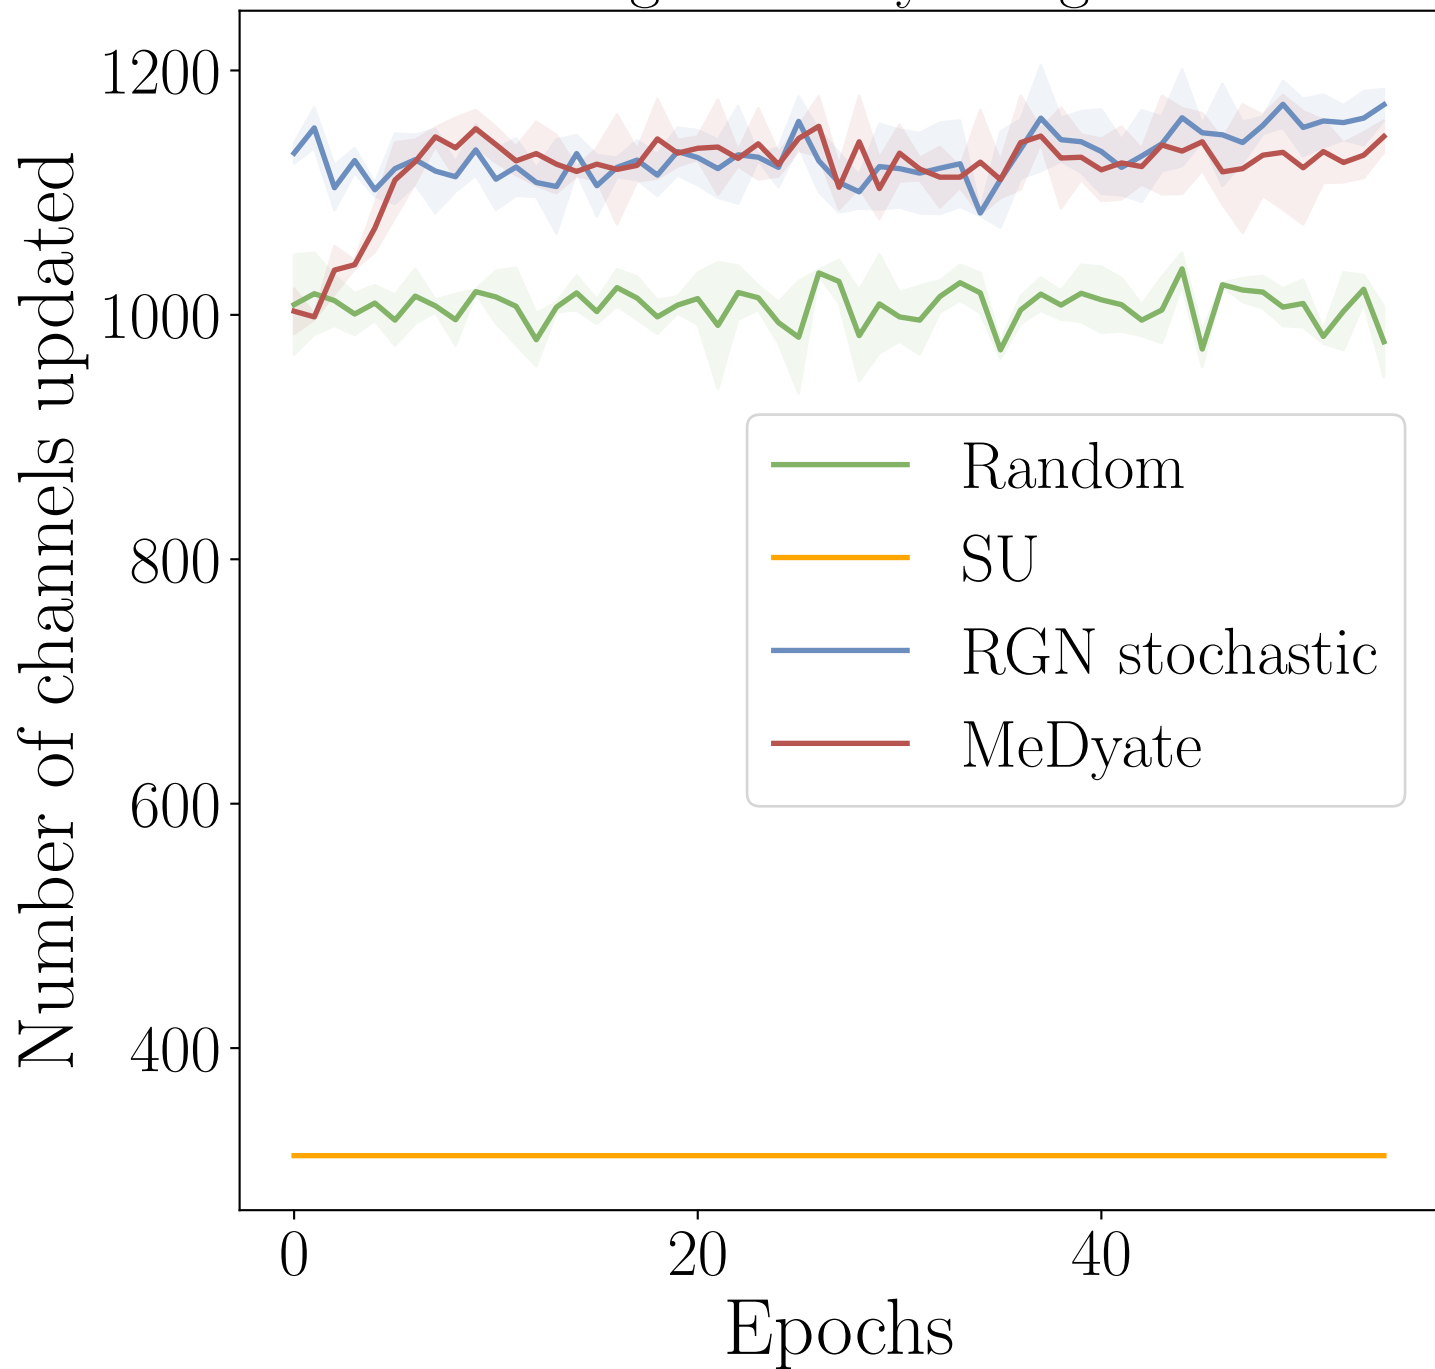 1200
1000
800
600
400
Number of channels updated
Random
SU
RGN stochastic
MeDyate
0 20 40
Epochs